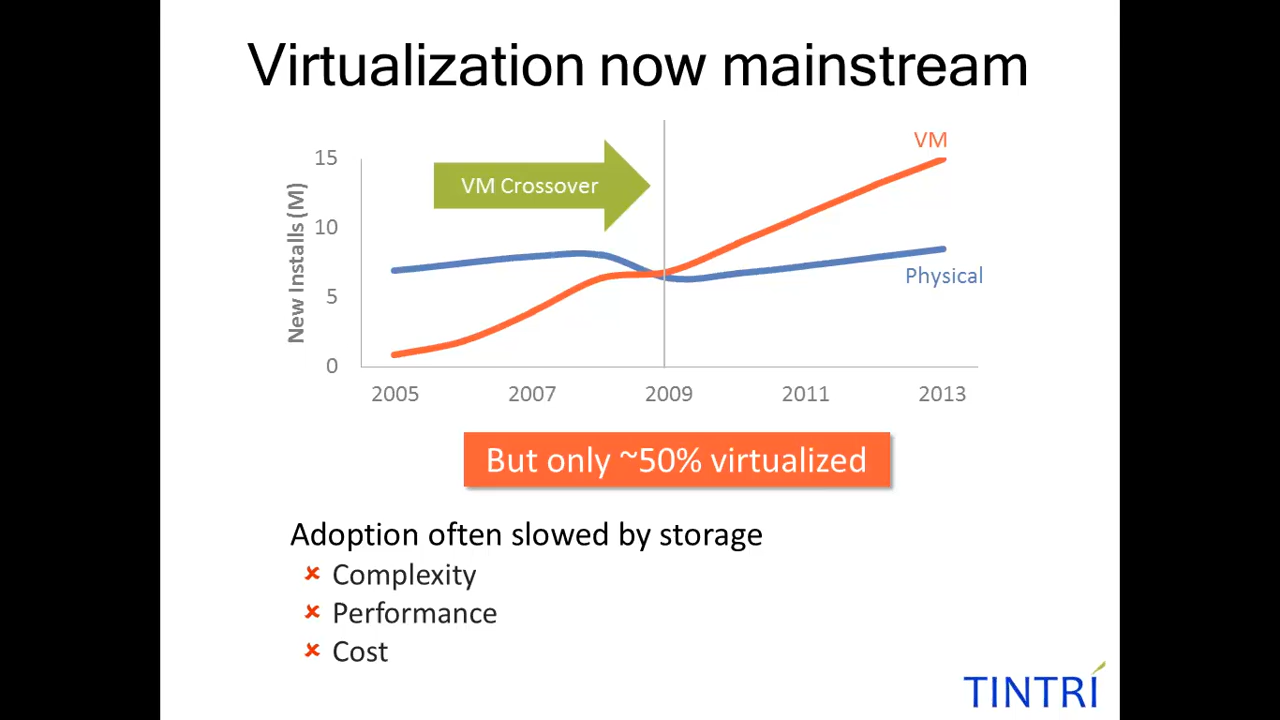 Virtualization now mainstream
VM
15
VM Crossover
10
New Installs (M)
5
Physical
0
2005 2007 2009 2011 2013
But only ~50% virtualized
Adoption often slowed by storage
✘ Complexity
✘ Performance
✘ Cost
TINTRÍ